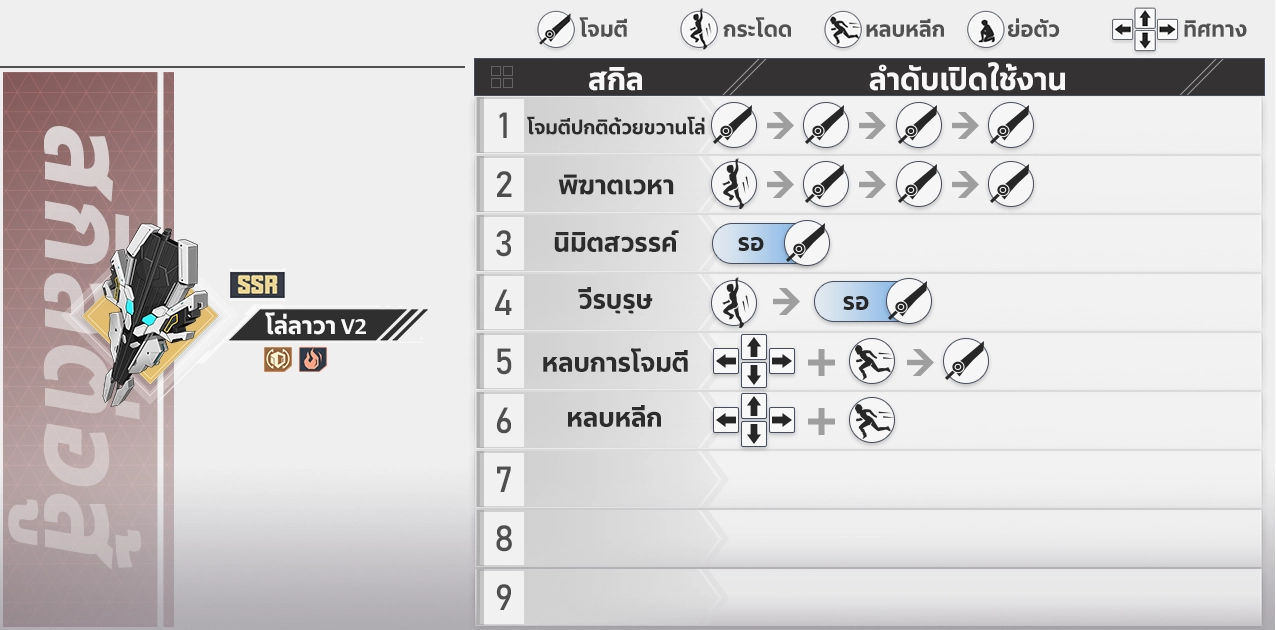 โจมตี กระโดด หลบหลีก ย่อตัว ทิศทาง
สกิล ลำดับเปิดใช้งาน
สกิลต่อสู้
SSR
โล่ลาวา V2
1 โจมตีปกติด้วยขวานโล่
2 พิฆาตเวหา
3 นิมิตสวรรค์ รอ
4 วีรบุรุษ รอ
5 หลบการโจมตี
6 หลบหลีก
7
8
9